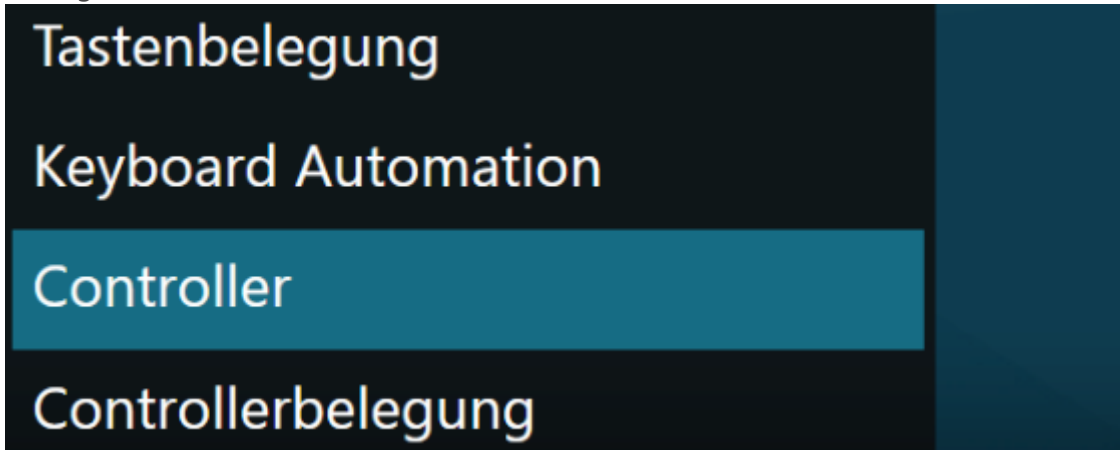 Tastenbelegung
Keyboard Automation
Controller
Controllerbelegung